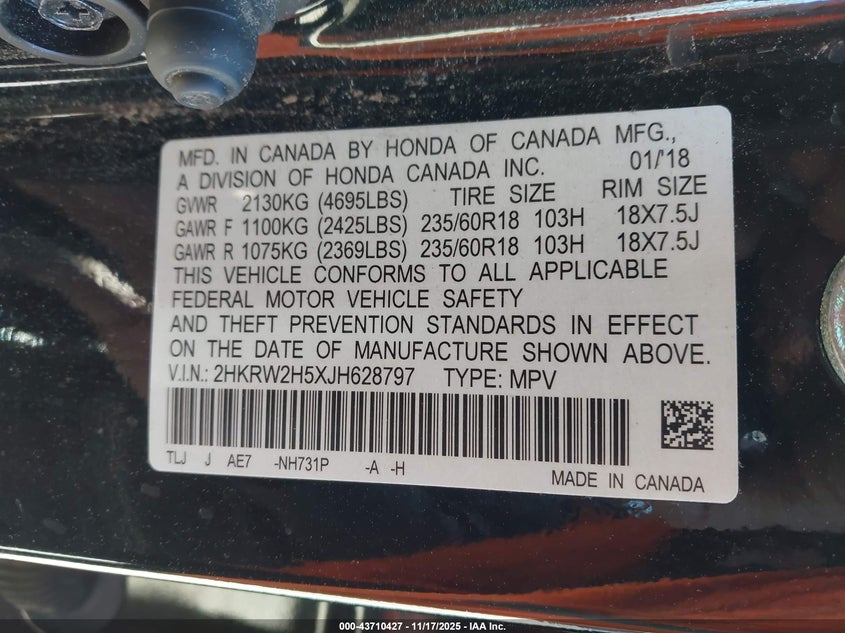 MFD. IN CANADA BY HONDA OF CANADA MFG.,
A DIVISION OF HONDA CANADA INC. 01/'18
GVWR 2130KG (4695LBS) TIRE SIZE RIM SIZE
GAWR F 1100KG (2425LBS) 235/60R18 103H 18X7.5J
GAWR R 1075KG (2369LBS) 235/60R18 103H 18X7.5J
THIS VEHICLE CONFORMS TO ALL APPLICABLE
FEDERAL MOTOR VEHICLE SAFETY
AND THEFT PREVENTION STANDARDS IN EFFECT
ON THE DATE OF MANUFACTURE SHOWN ABOVE.
V.I.N.: 2HKRW2H5XJH628797 TYPE: MPV
TLJ J AE7 -NH731P -A -H
MADE IN CANADA
000-43710427 - 11/17/2025 - IAA Inc.